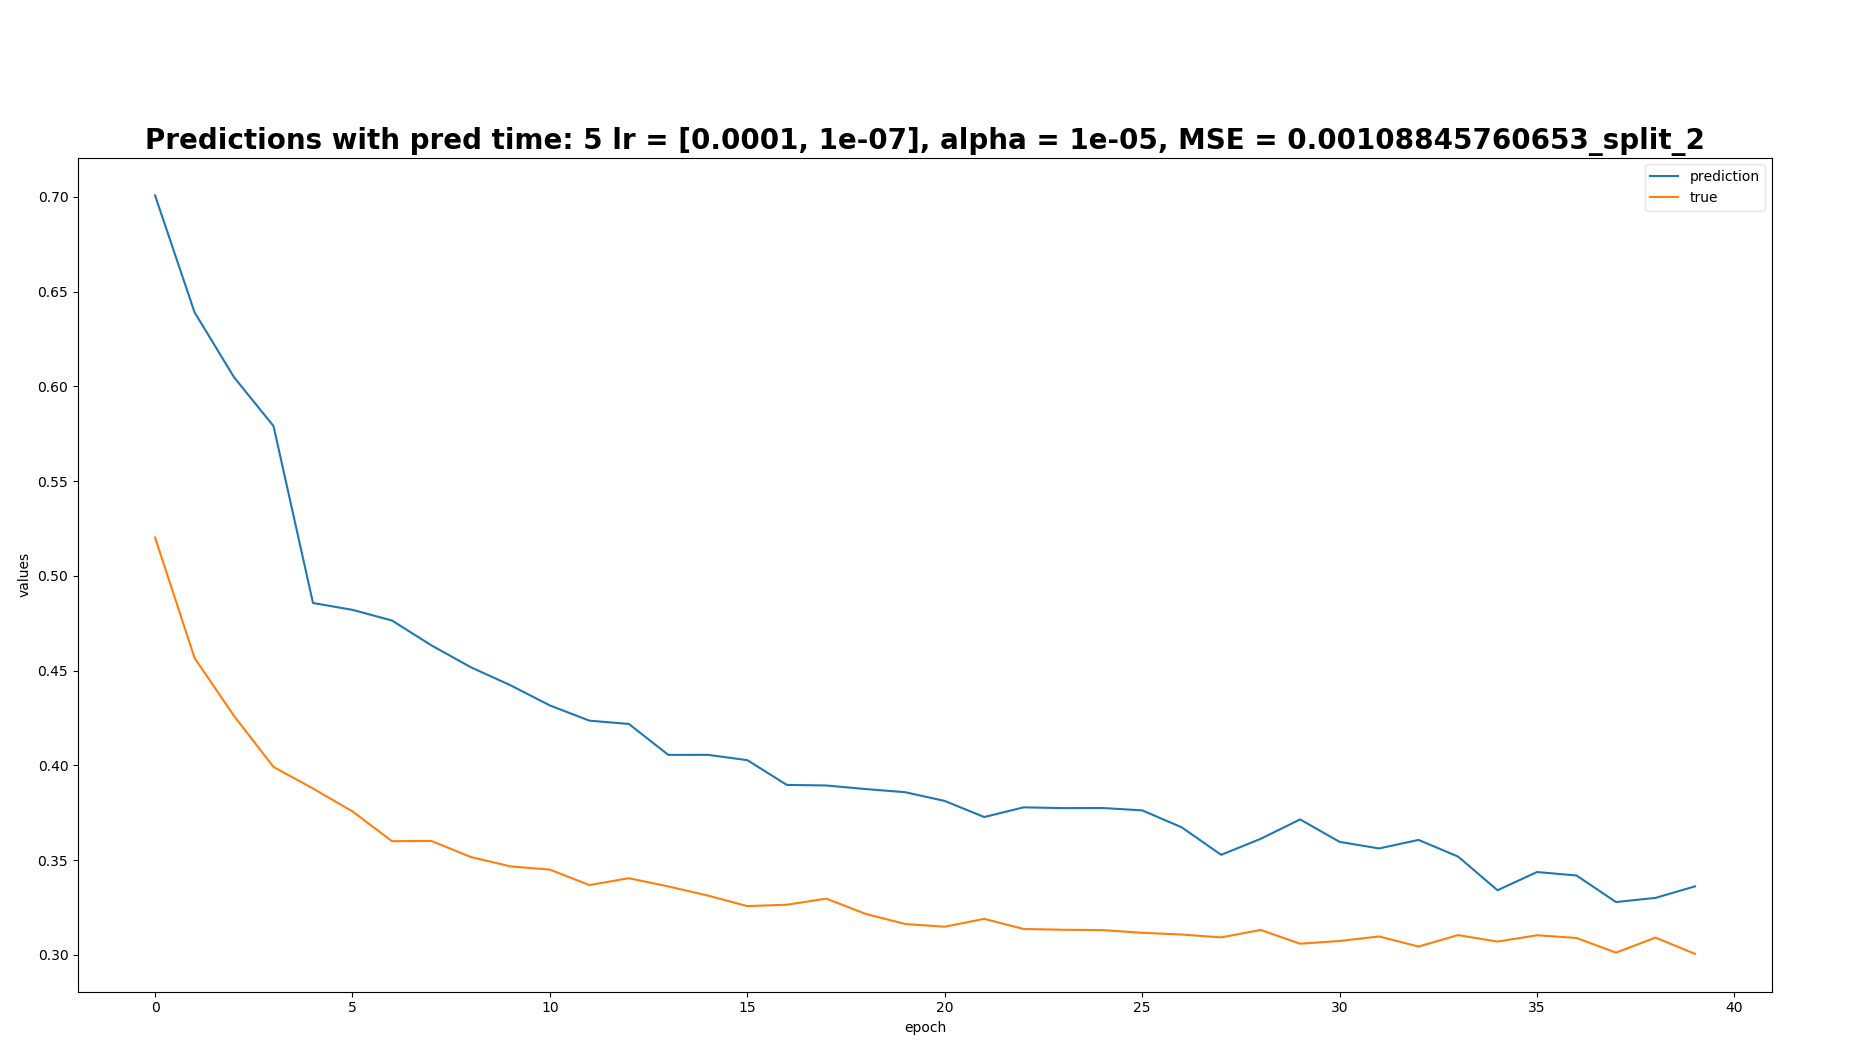 Predictions with pred time: 5 lr = [0.0001, 1e-07], alpha = 1e-05, MSE = 0.00108845760653_split_2
prediction
true
0.70
0.65
0.60
0.55
0.50
0.45
0.40
0.35
0.30
values
0 5 10 15 20 25 30 35 40
epoch